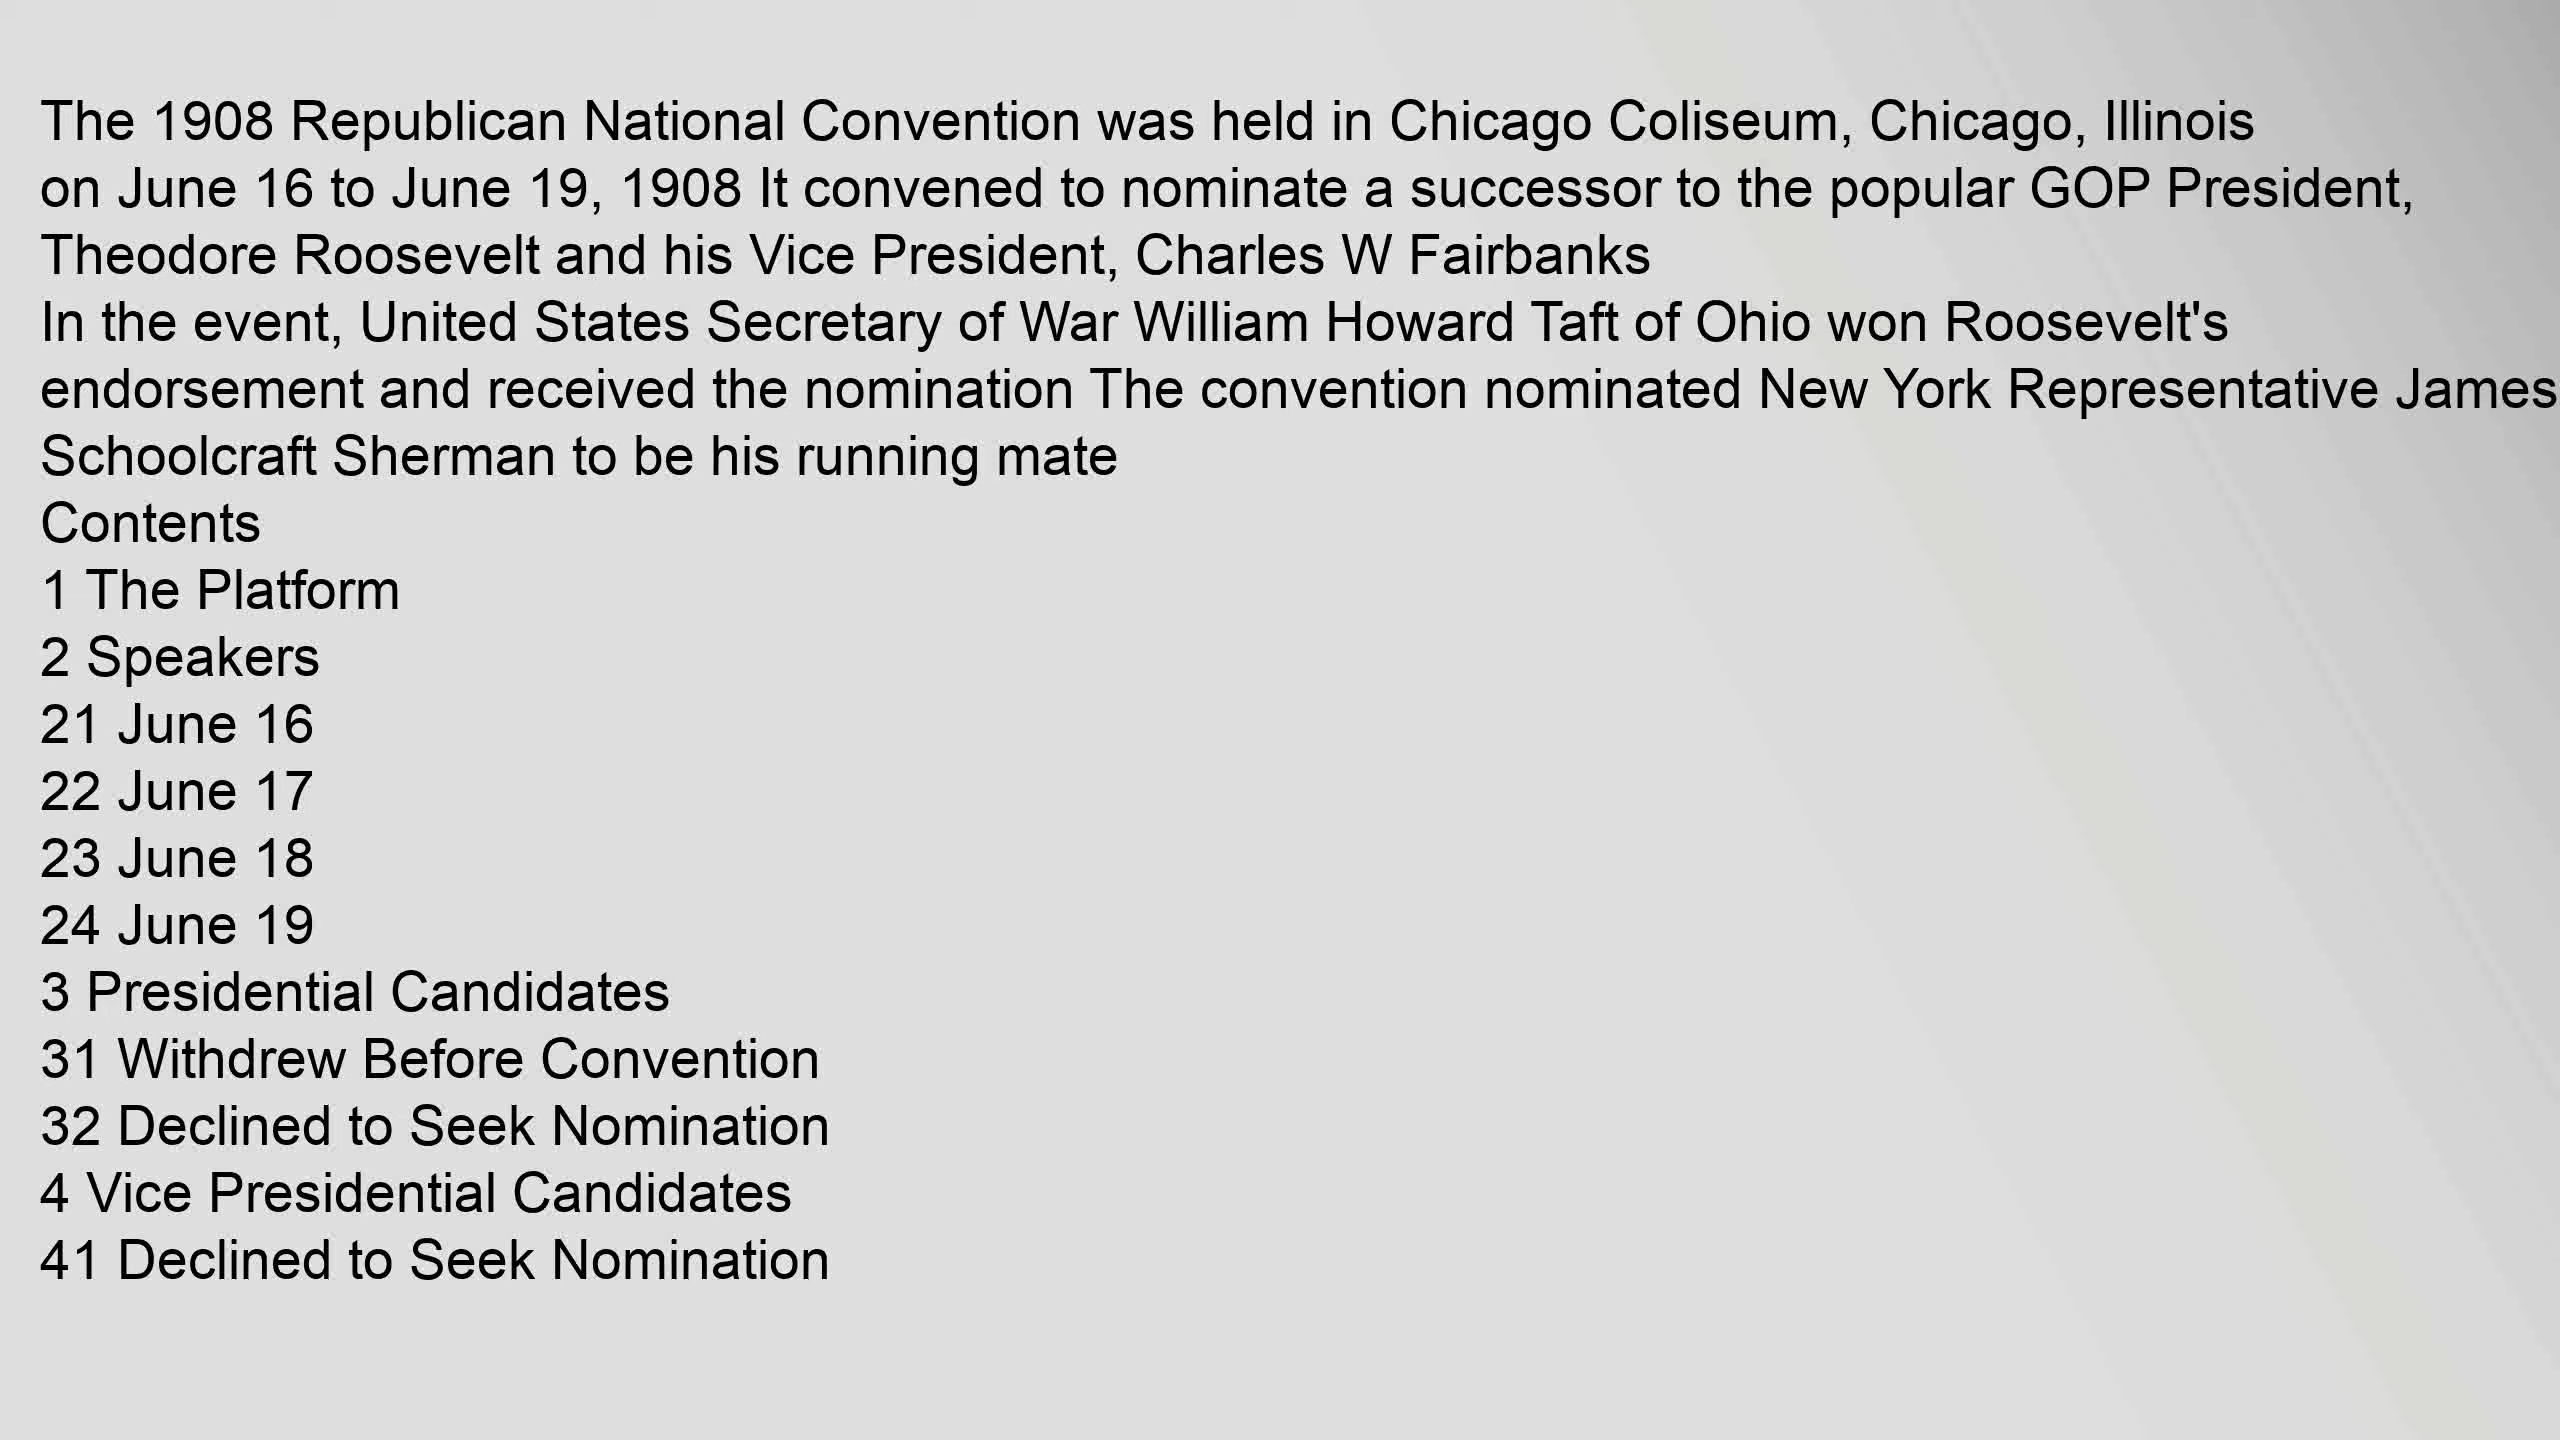 The 1908 Republican National Convention was held in Chicago Coliseum, Chicago, Illinois
on June 16 to June 19, 1908 It convened to nominate a successor to the popular GOP President,
Theodore Roosevelt and his Vice President, Charles W Fairbanks
In the event, United States Secretary of War William Howard Taft of Ohio won Roosevelt's
endorsement and received the nomination The convention nominated New York Representative James
Schoolcraft Sherman to be his running mate
Contents
1 The Platform
2 Speakers
21 June 16
22 June 17
23 June 18
24 June 19
3 Presidential Candidates
31 Withdrew Before Convention
32 Declined to Seek Nomination
4 Vice Presidential Candidates
41 Declined to Seek Nomination